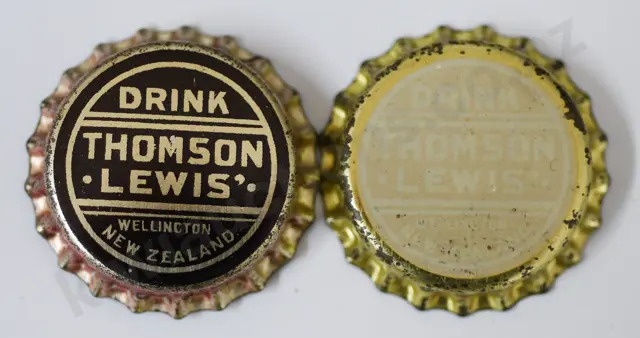 DRINK
THOMSON
· LEWIS' ·
WELLINGTON
NEW ZEALAND
DRINK
THOMSON
· LEWIS' ·